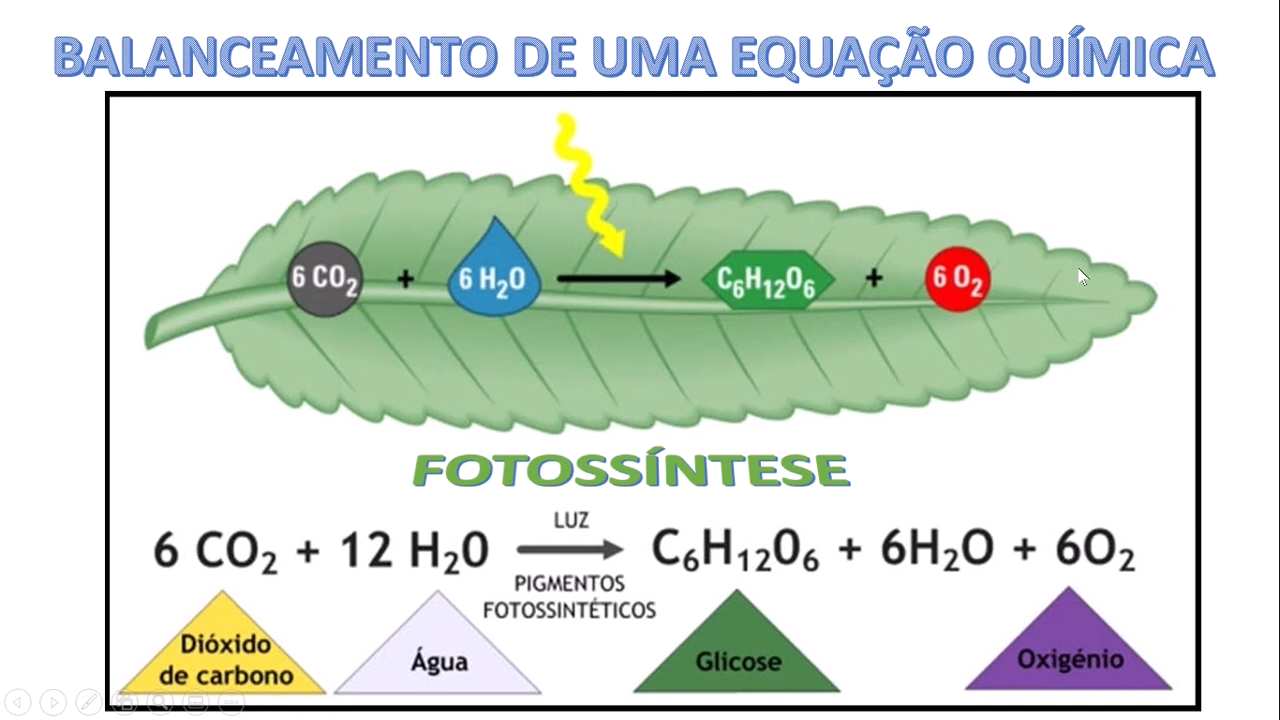 BALANCEAMENTO DE UMA EQUAÇÃO QUÍMICA
6 CO₂ + 6 H₂O → C₆H₁₂O₆ + 6 O₂
FOTOSSÍNTESE
LUZ
6 CO₂ + 12 H₂O → C₆H₁₂O₆ + 6H₂O + 6O₂
PIGMENTOS
FOTOSSINTÉTICOS
Dióxido
de carbono
Água
Glicose
Oxigénio